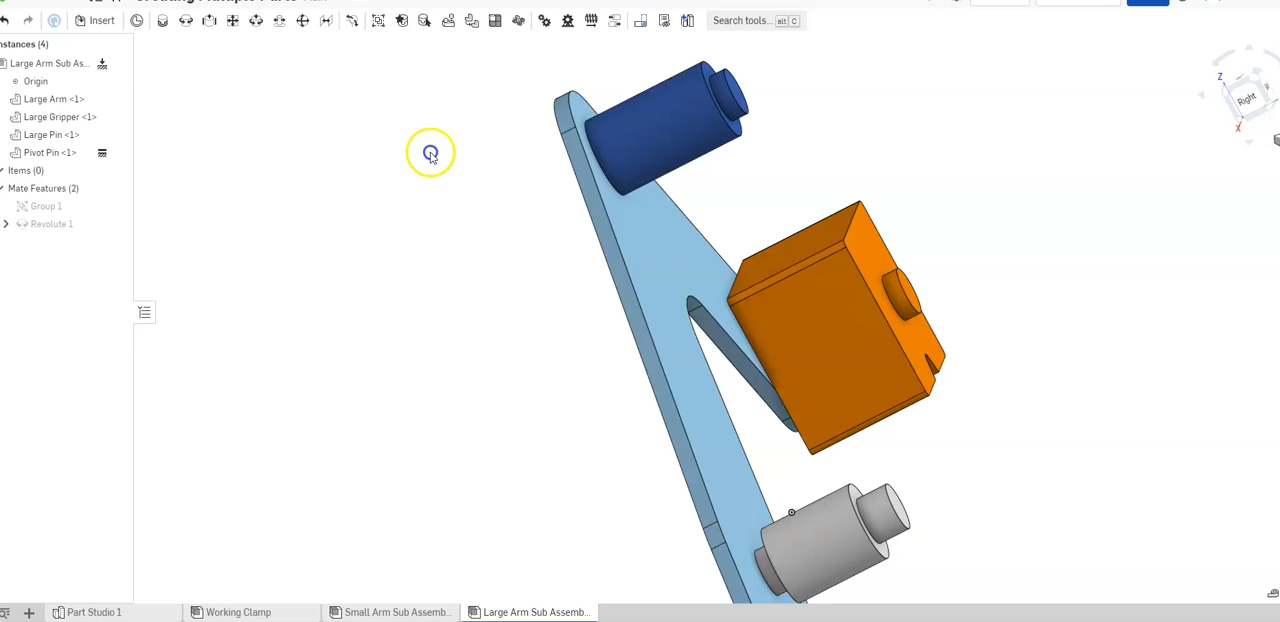 Insert
Search tools... alt C
nstances (4)
Large Arm Sub As...
Origin
Large Arm <1>
Large Gripper <1>
Large Pin <1>
Pivot Pin <1>
Items (0)
Mate Features (2)
Group 1
Revolute 1
Z
Right
X
Part Studio 1
Working Clamp
Small Arm Sub Assemb...
Large Arm Sub Assemb...